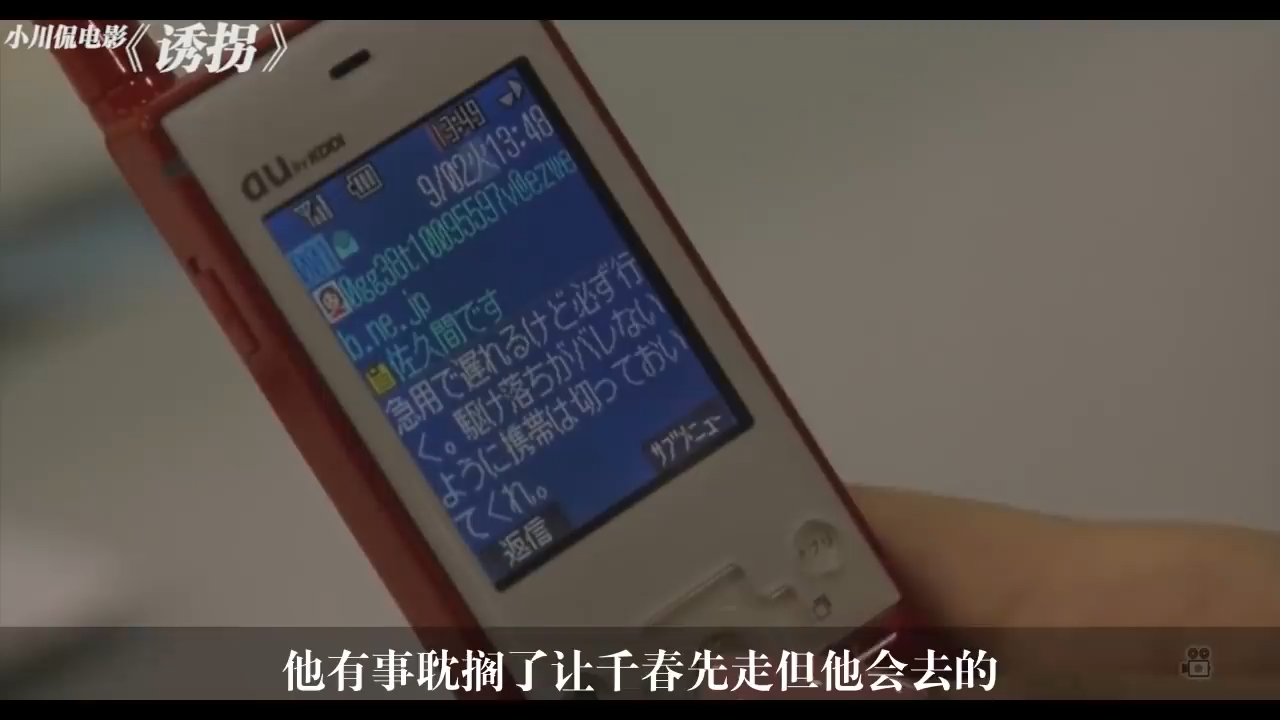 小川侃电影《诱拐》
au by KDDI
13:49
9/02火13:48
0gg38t10095597v@ezwe
b.ne.jp
佐久間です
急用で遅れるけど必ず行
く。駆け落ちがバレない
ように携帯は切っておい
てくれ。
返信
ｻﾌﾞﾒﾆｭｰ
他有事耽搁了让千春先走但他会去的